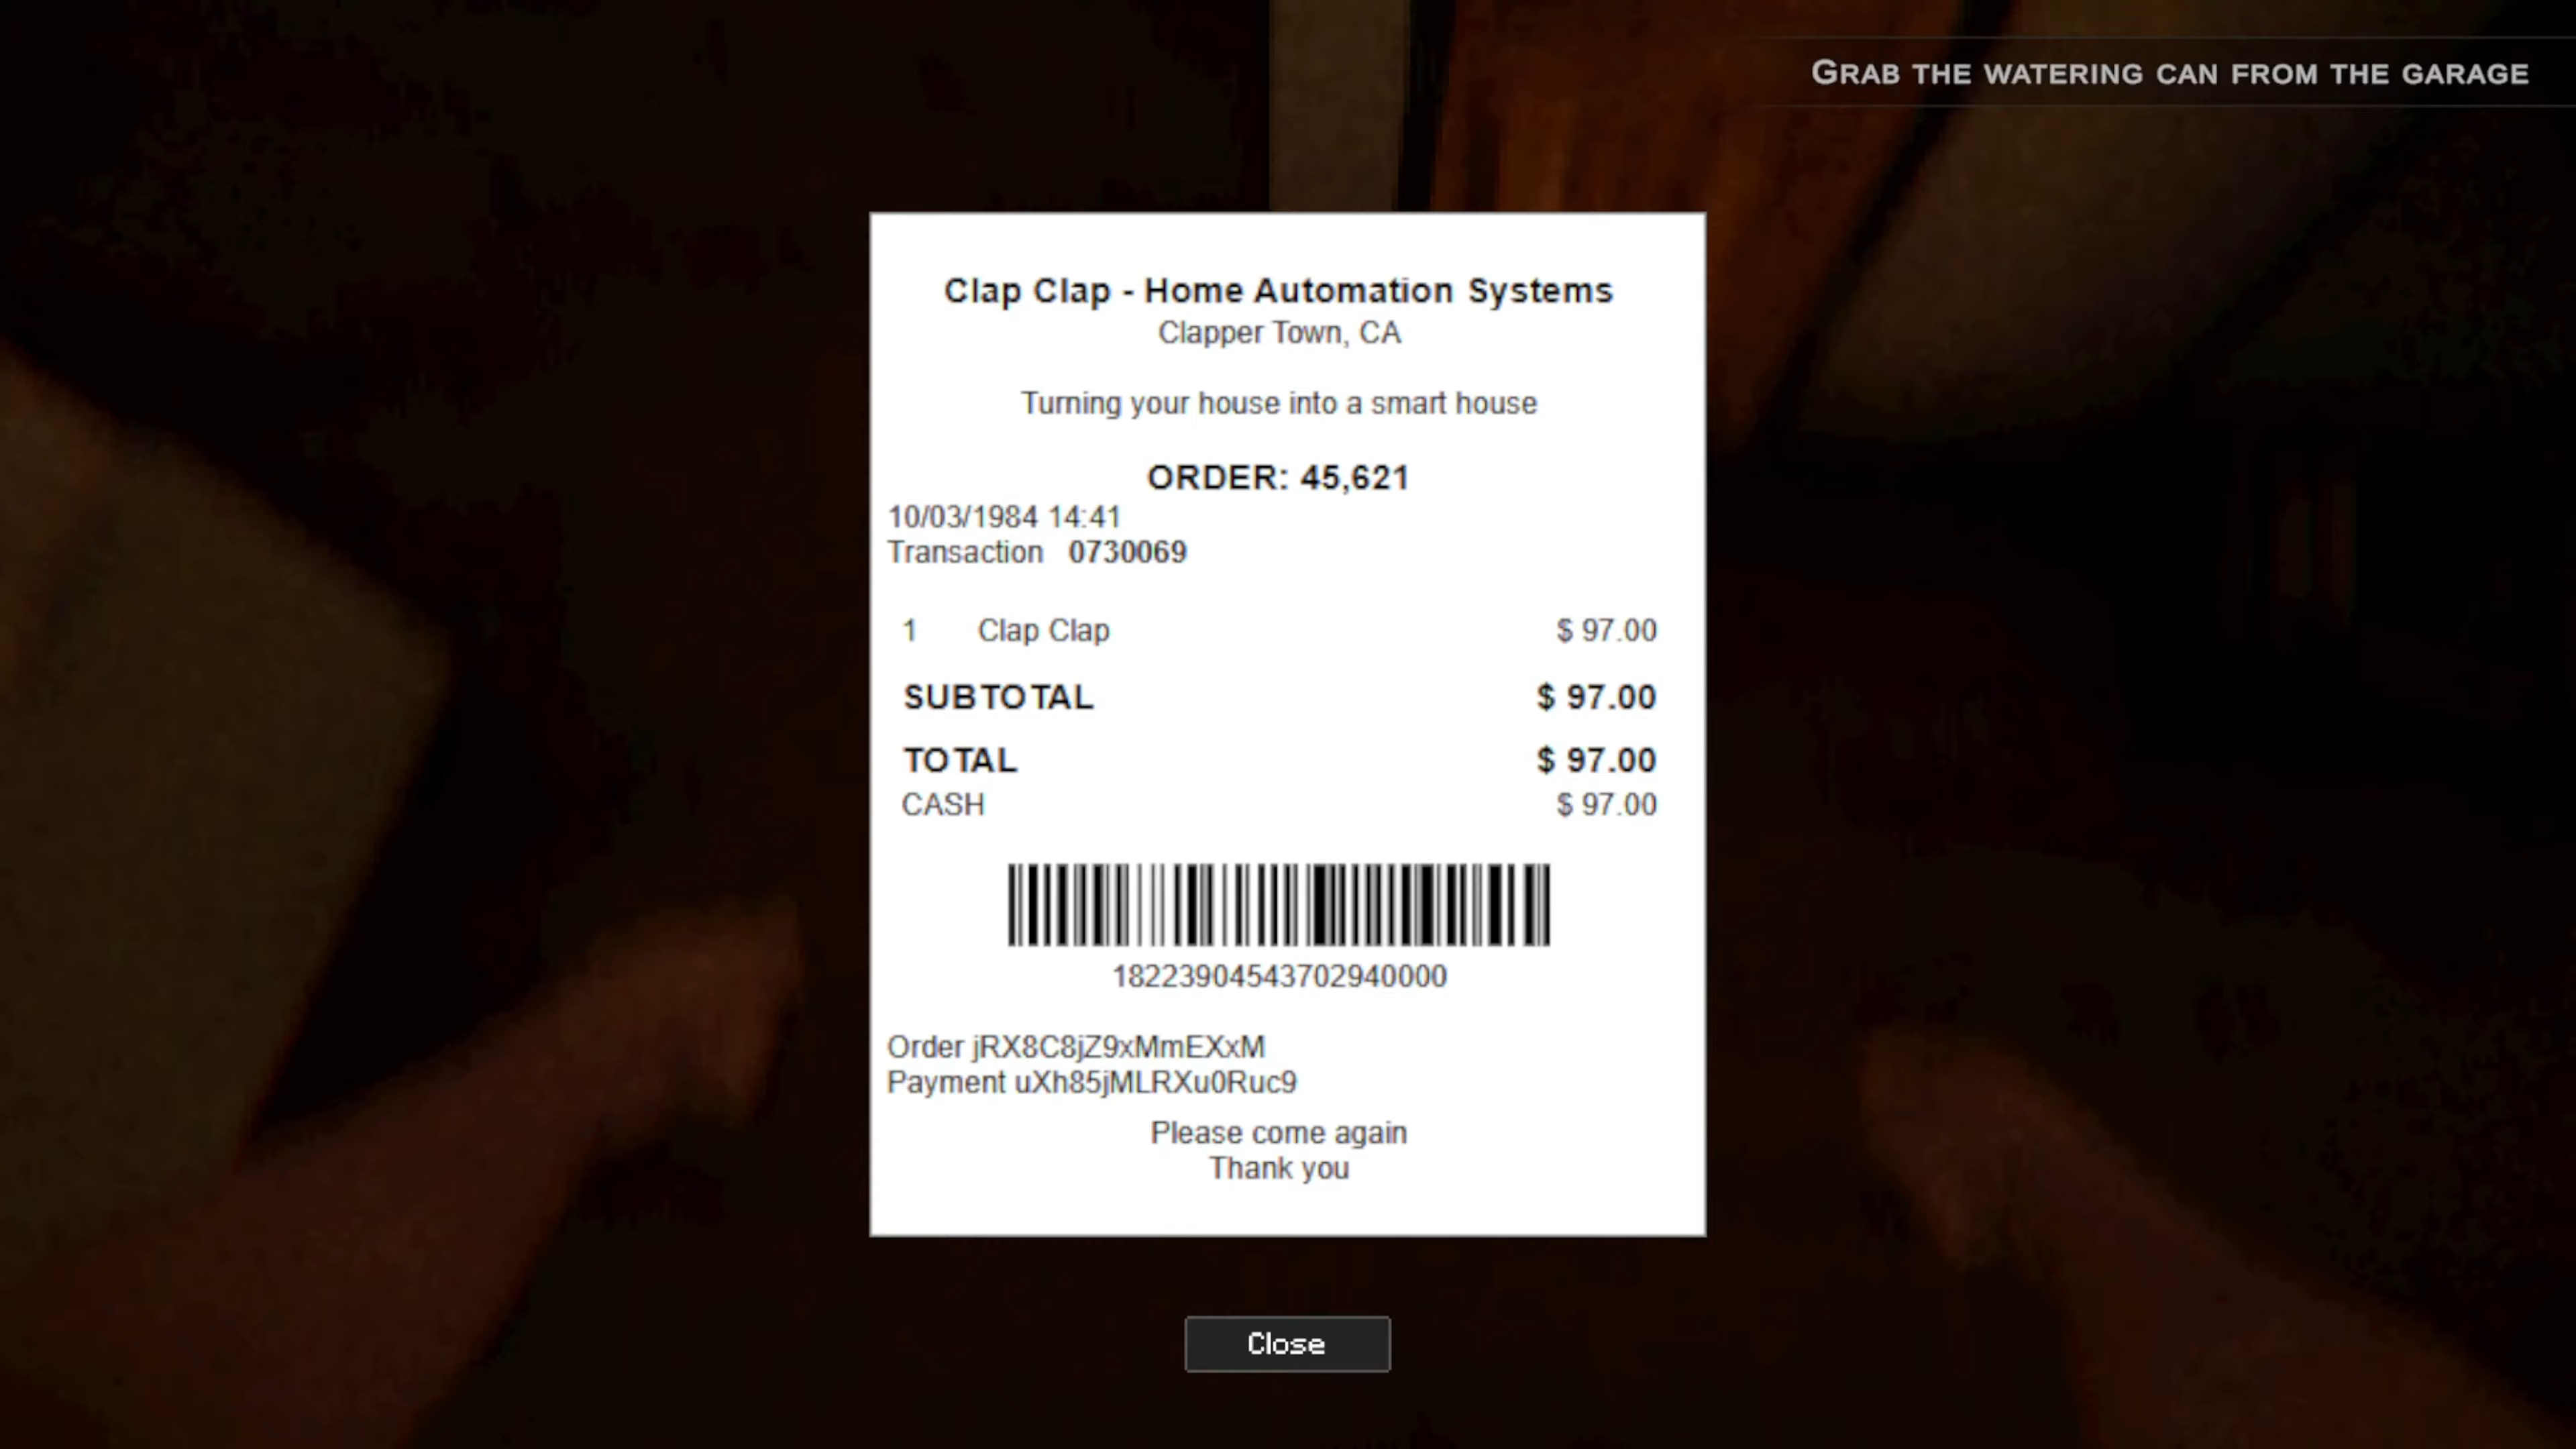 GRAB THE WATERING CAN FROM THE GARAGE
Clap Clap - Home Automation Systems
Clapper Town, CA
Turning your house into a smart house
ORDER: 45,621
10/03/1984 14:41
Transaction 0730069
1 Clap Clap $ 97.00
SUBTOTAL $ 97.00
TOTAL $ 97.00
CASH $ 97.00
18223904543702940000
Order jRX8C8jZ9xMmEXxM
Payment uXh85jMLRXu0Ruc9
Please come again
Thank you
Close